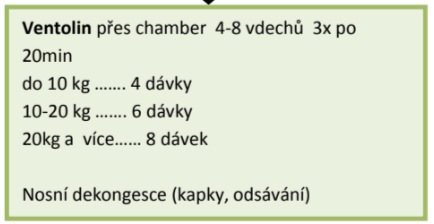 Ventolin přes chamber 4-8 vdechů 3x po
20min
do 10 kg ……. 4 dávky
10-20 kg ……. 6 dávky
20kg a více…… 8 dávek
Nosní dekongesce (kapky, odsávání)